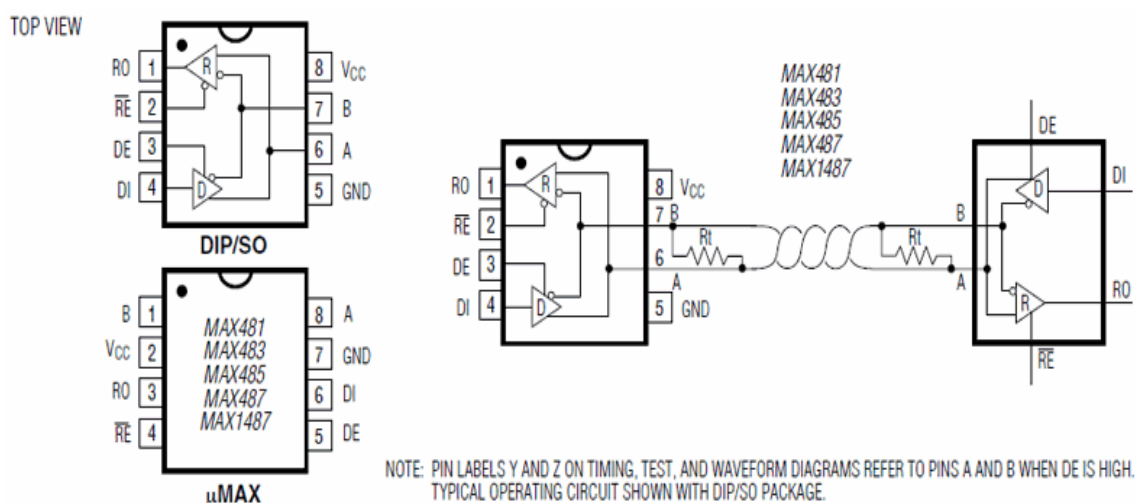 TOP VIEW
RO 1
R
8 VCC
RE 2
7 B
DE 3
6 A
DI 4
D
5 GND
DIP/SO
B 1
8 A
VCC 2
7 GND
RO 3
6 DI
RE 4
5 DE
MAX481
MAX483
MAX485
MAX487
MAX1487
µMAX
MAX481
MAX483
MAX485
MAX487
MAX1487
RO 1
R
8 VCC
RE 2
7 B
DE 3
6 A
DI 4
D
5 GND
Rt
Rt
B
A
DE
D
DI
R
RO
RE
NOTE: PIN LABELS Y AND Z ON TIMING, TEST, AND WAVEFORM DIAGRAMS REFER TO PINS A AND B WHEN DE IS HIGH.
TYPICAL OPERATING CIRCUIT SHOWN WITH DIP/SO PACKAGE.